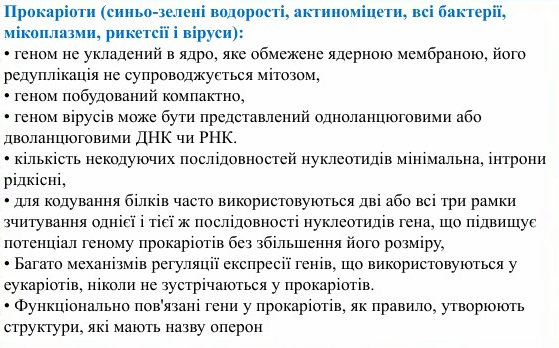 Прокаріоти (синьо-зелені водорості, актиноміцети, всі бактерії,
мікоплазми, рикетсії і віруси):
• геном не укладений в ядро, яке обмежене ядерною мембраною, його
редуплікація не супроводжується мітозом,
• геном побудований компактно,
• геном вірусів може бути представлений одноланцюговими або
дволанцюговими ДНК чи РНК.
• кількість некодуючих послідовностей нуклеотидів мінімальна, інтрони
рідкісні,
• для кодування білків часто використовуються дві або всі три рамки
зчитування однієї і тієї ж послідовності нуклеотидів гена, що підвищує
потенціал геному прокаріотів без збільшення його розміру,
• Багато механізмів регуляції експресії генів, що використовуються у
еукаріотів, ніколи не зустрічаються у прокаріотів.
• Функціонально пов'язані гени у прокаріотів, як правило, утворюють
структури, які мають назву оперон